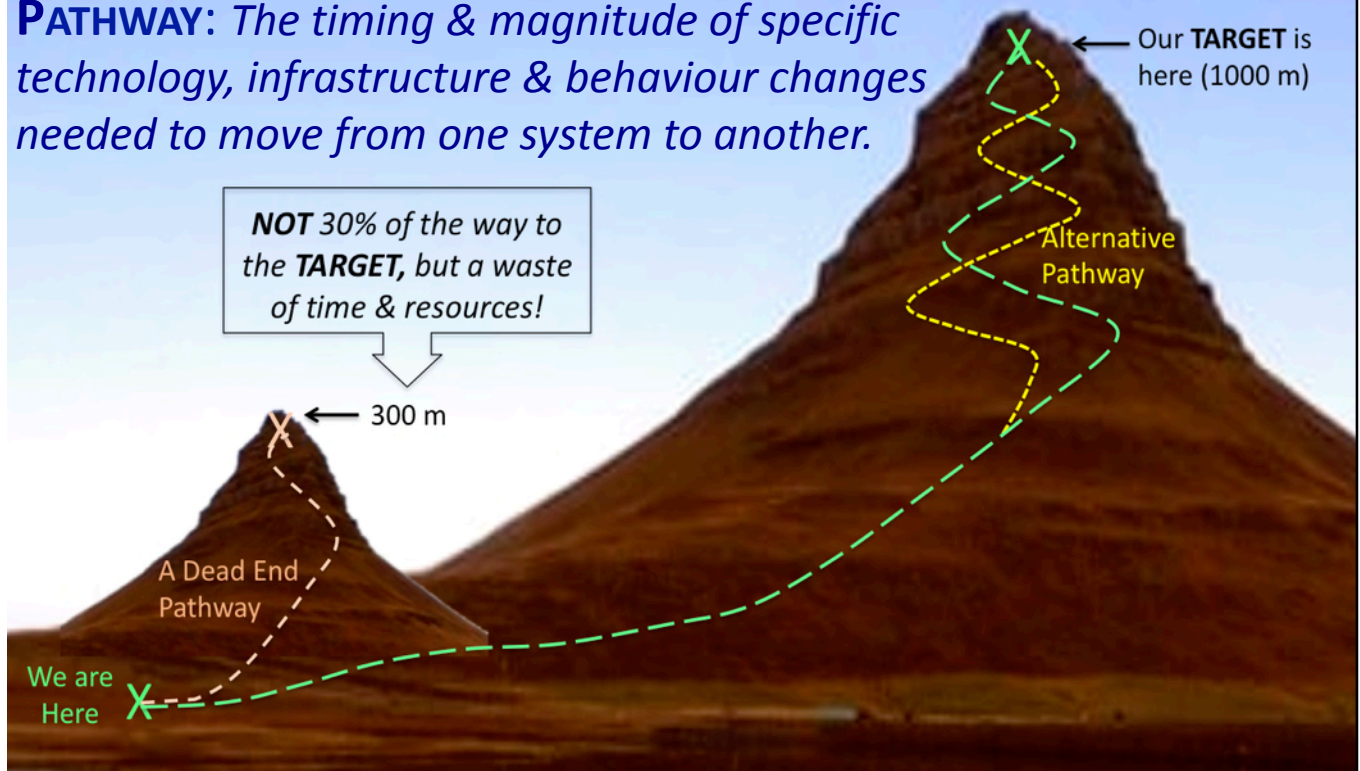 PATHWAY: The timing & magnitude of specific
technology, infrastructure & behaviour changes
needed to move from one system to another.
Our TARGET is
here (1000 m)
NOT 30% of the way to
the TARGET, but a waste
of time & resources!
Alternative
Pathway
300 m
A Dead End
Pathway
We are
Here